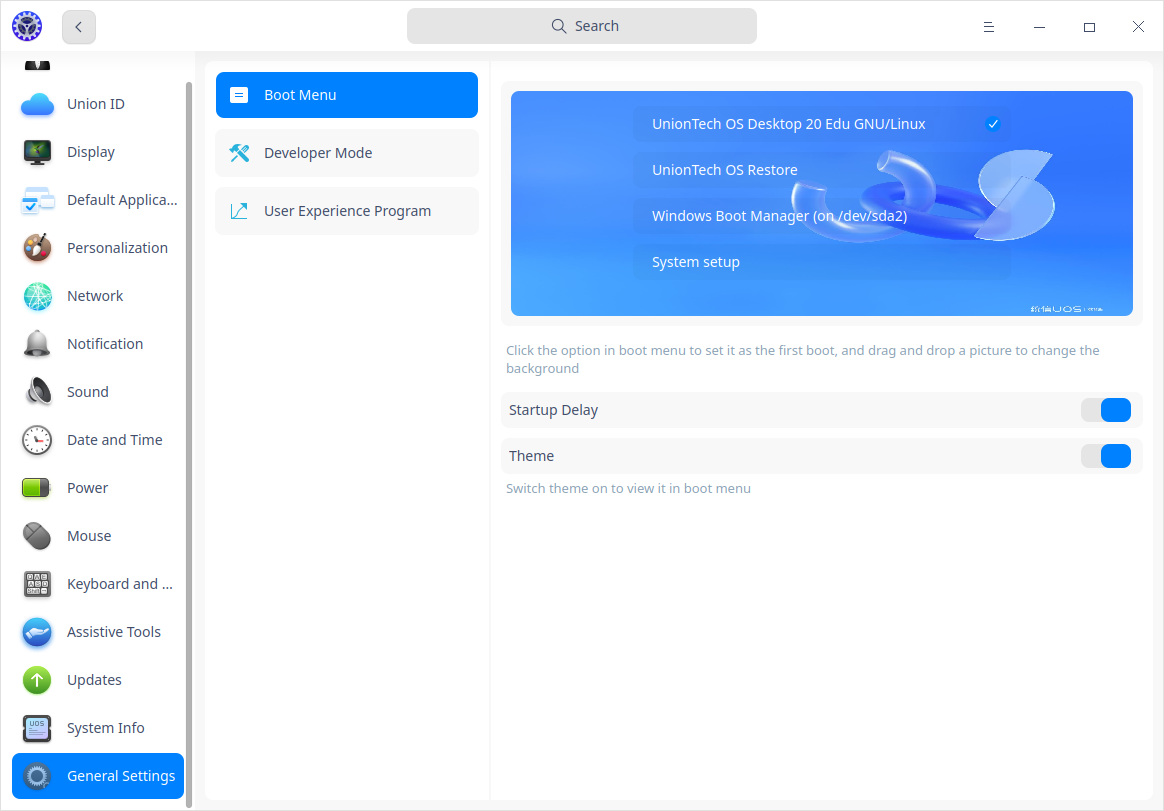 Search
Union ID
Display
Default Applica...
Personalization
Network
Notification
Sound
Date and Time
Power
Mouse
Keyboard and ...
Assistive Tools
Updates
UOS
System Info
General Settings
Boot Menu
Developer Mode
User Experience Program
UnionTech OS Desktop 20 Edu GNU/Linux
UnionTech OS Restore
Windows Boot Manager (on /dev/sda2)
System setup
Click the option in boot menu to set it as the first boot, and drag and drop a picture to change the
background
Startup Delay
Theme
Switch theme on to view it in boot menu